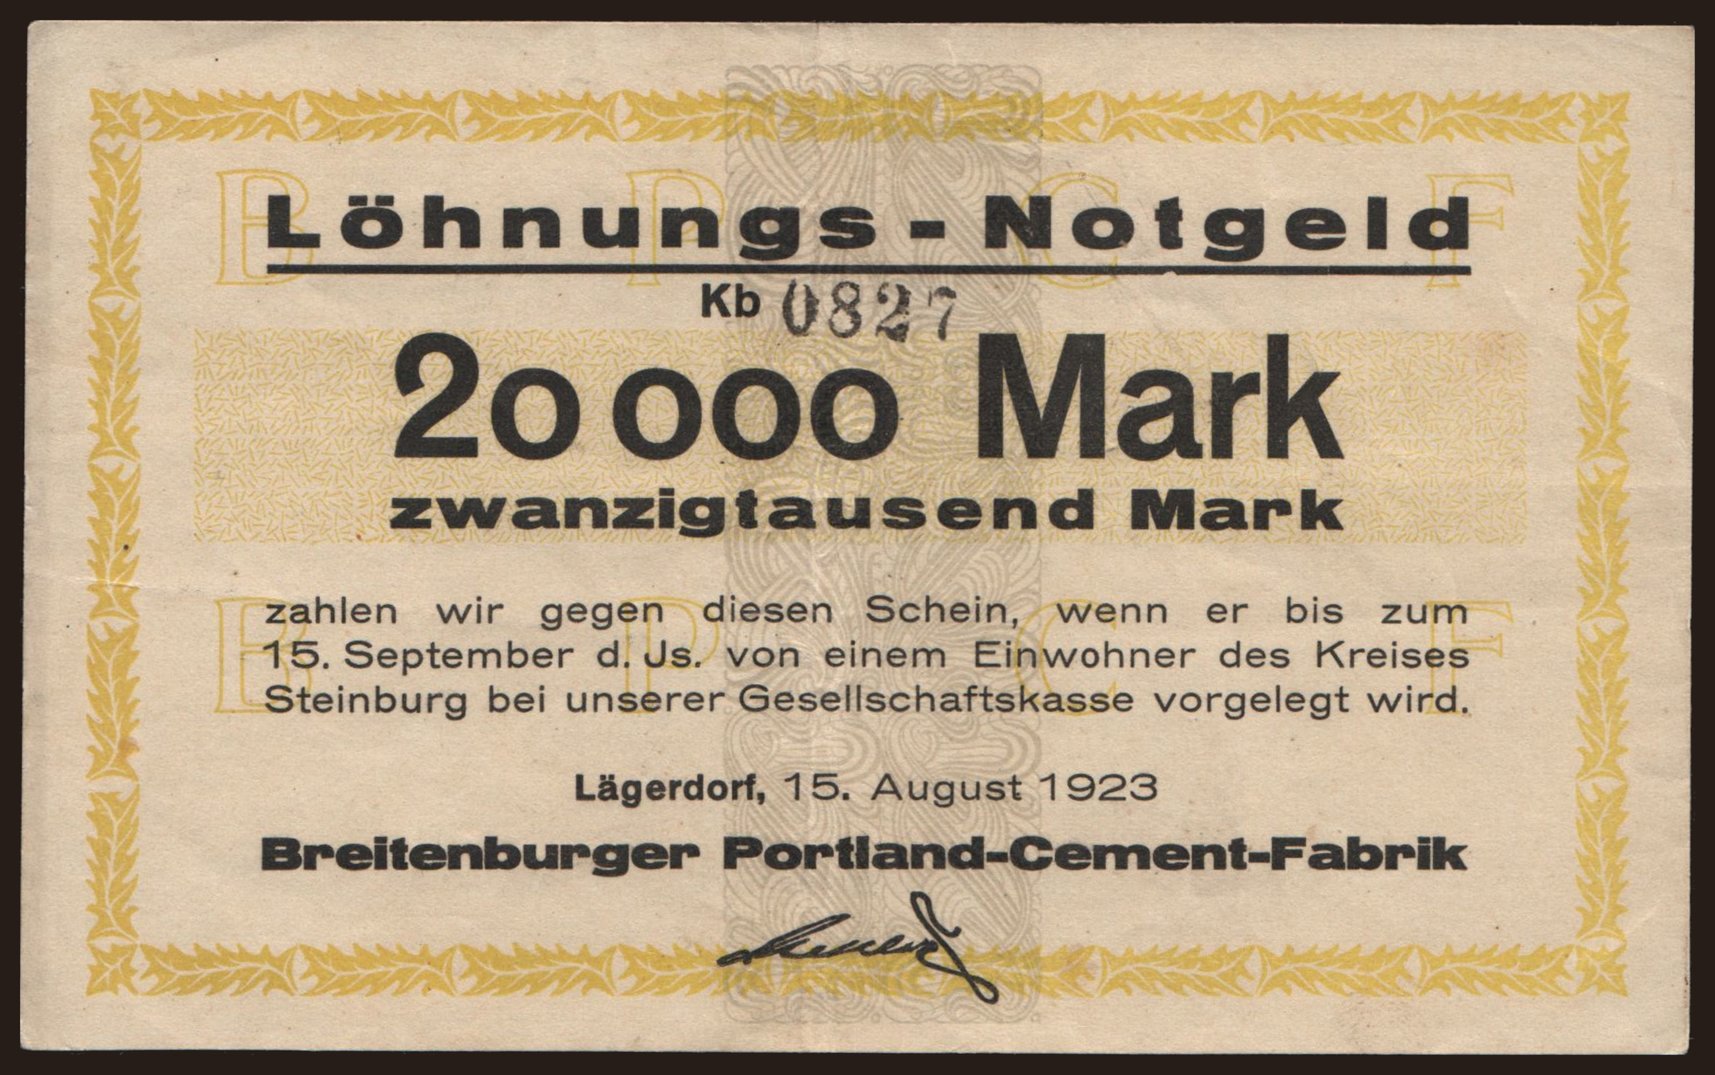 B P C F
Löhnungs-Notgeld
Kb 0827
20 000 Mark
zwanzigtausend Mark
B P C F
zahlen wir gegen diesen Schein, wenn er bis zum
15. September d. Js. von einem Einwohner des Kreises
Steinburg bei unserer Gesellschaftskasse vorgelegt wird.
Lägerdorf, 15. August 1923
Breitenburger Portland-Cement-Fabrik